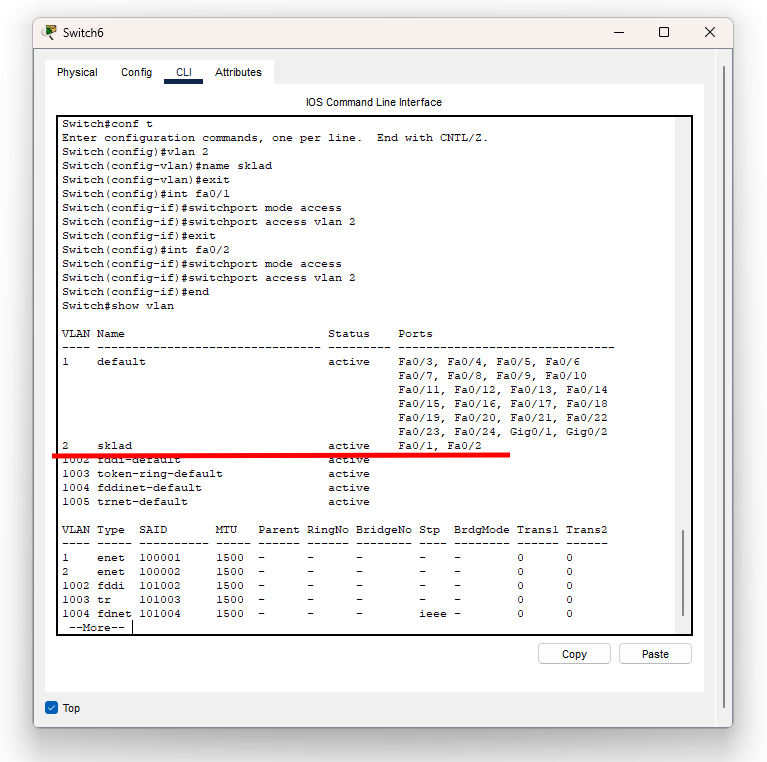 Switch6
Physical Config CLI Attributes
IOS Command Line Interface
Switch#conf t
Enter configuration commands, one per line.  End with CNTL/Z.
Switch(config)#vlan 2
Switch(config-vlan)#name sklad
Switch(config-vlan)#exit
Switch(config)#int fa0/1
Switch(config-if)#switchport mode access
Switch(config-if)#switchport access vlan 2
Switch(config-if)#exit
Switch(config)#int fa0/2
Switch(config-if)#switchport mode access
Switch(config-if)#switchport access vlan 2
Switch(config-if)#end
Switch#show vlan
VLAN Name                             Status    Ports
---- -------------------------------- --------- -------------------------------
1    default                          active    Fa0/3, Fa0/4, Fa0/5, Fa0/6
                                                Fa0/7, Fa0/8, Fa0/9, Fa0/10
                                                Fa0/11, Fa0/12, Fa0/13, Fa0/14
                                                Fa0/15, Fa0/16, Fa0/17, Fa0/18
                                                Fa0/19, Fa0/20, Fa0/21, Fa0/22
                                                Fa0/23, Fa0/24, Gig0/1, Gig0/2
2    sklad                            active    Fa0/1, Fa0/2
1002 fddi-default                     active
1003 token-ring-default               active
1004 fddinet-default                  active
1005 trnet-default                    active
VLAN Type  SAID       MTU   Parent RingNo BridgeNo Stp  BrdgMode Trans1 Trans2
---- ----- ---------- ----- ------ ------ -------- ---- -------- ------ ------
1    enet  100001     1500  -      -      -        -    -        0      0
2    enet  100002     1500  -      -      -        -    -        0      0
1002 fddi  101002     1500  -      -      -        -    -        0      0
1003 tr    101003     1500  -      -      -        -    -        0      0
1004 fdnet 101004     1500  -      -      -        ieee -        0      0
 --More--
Copy Paste
Top